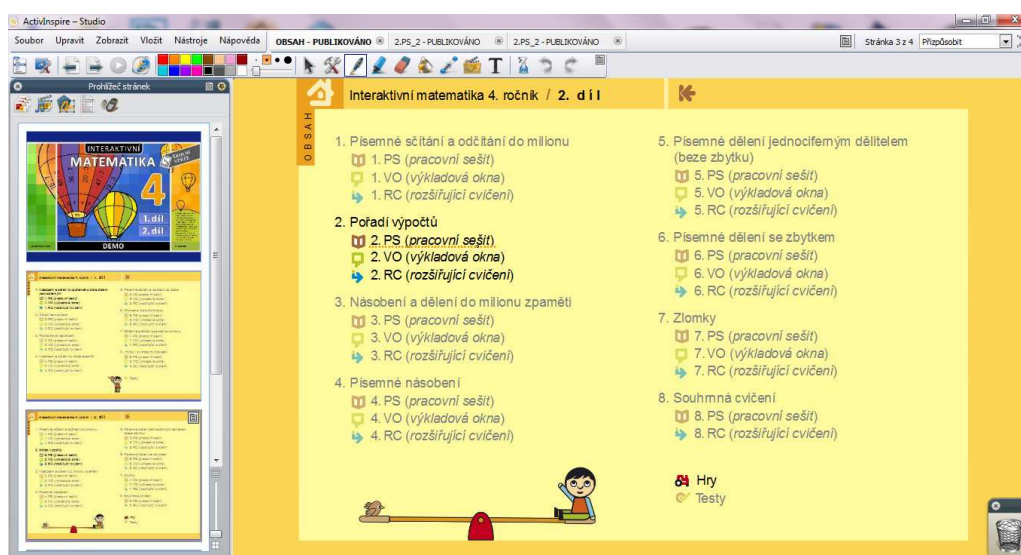 ActivInspire – Studio
Soubor Upravit Zobrazit Vložit Nástroje Nápověda
OBSAH - PUBLIKOVÁNO
2.PS_2 - PUBLIKOVÁNO
2.PS_2 - PUBLIKOVÁNO
Stránka 3 z 4
Přizpůsobit
Prohlížeč stránek
INTERAKTIVNÍ
MATEMATIKA
4
1. díl
2. díl
DEMO
OBSAH
Interaktivní matematika 4. ročník / 2. díl
1. Písemné sčítání a odčítání do milionu
1. PS (pracovní sešit)
1. VO (výkladová okna)
1. RC (rozšiřující cvičení)
2. Pořadí výpočtů
2. PS (pracovní sešit)
2. VO (výkladová okna)
2. RC (rozšiřující cvičení)
3. Násobení a dělení do milionu zpaměti
3. PS (pracovní sešit)
3. VO (výkladová okna)
3. RC (rozšiřující cvičení)
4. Písemné násobení
4. PS (pracovní sešit)
4. VO (výkladová okna)
4. RC (rozšiřující cvičení)
5. Písemné dělení jednociferným dělitelem
(beze zbytku)
5. PS (pracovní sešit)
5. VO (výkladová okna)
5. RC (rozšiřující cvičení)
6. Písemné dělení se zbytkem
6. PS (pracovní sešit)
6. VO (výkladová okna)
6. RC (rozšiřující cvičení)
7. Zlomky
7. PS (pracovní sešit)
7. VO (výkladová okna)
7. RC (rozšiřující cvičení)
8. Souhrnná cvičení
8. PS (pracovní sešit)
8. RC (rozšiřující cvičení)
Hry
Testy